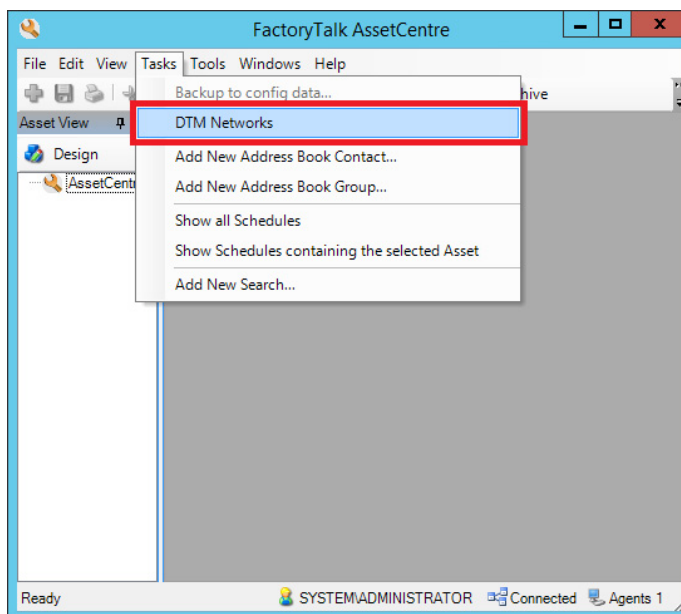 FactoryTalk AssetCentre
File Edit View Tasks Tools Windows Help
Backup to config data...
hive
Asset View
DTM Networks
Design
Add New Address Book Contact...
AssetCent
Add New Address Book Group...
Show all Schedules
Show Schedules containing the selected Asset
Add New Search...
Ready SYSTEM\ADMINISTRATOR Connected Agents 1